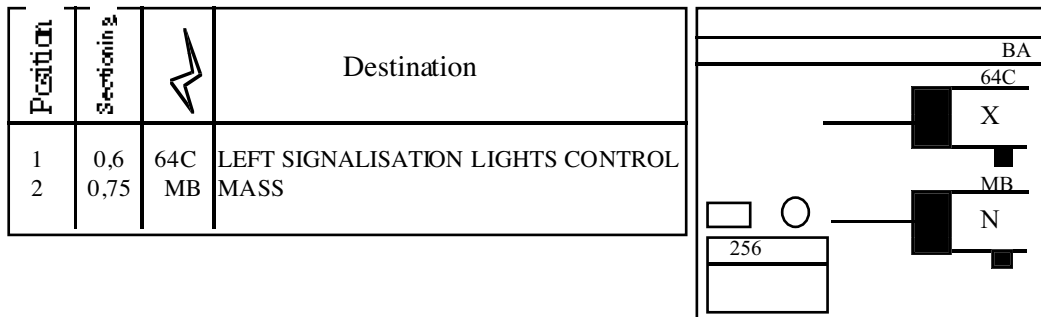 Position Sectioning Destination
1 0,6 64C LEFT SIGNALISATION LIGHTS CONTROL
2 0,75 MB MASS
BA
64C
X
MB
N
256